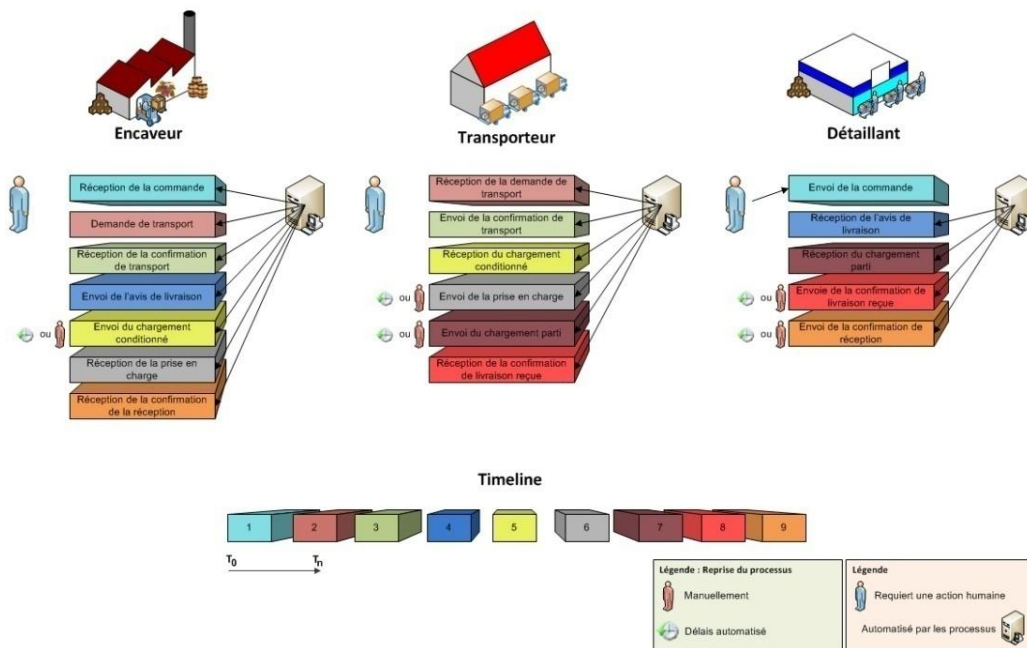 Encaveur
Transporteur
Détaillant
Réception de la commande
Demande de transport
Réception de la confirmation
de transport
Envoi de l'avis de livraison
ou
Envoi du chargement
conditionné
Réception de la prise en
charge
Réception de la confirmation
de la réception
Réception de la demande de
transport
Envoi de la confirmation de
transport
Réception du chargement
conditionné
ou
Envoi de la prise en charge
ou
Envoi du chargement parti
Réception de la confirmation
de livraison reçue
Envoi de la commande
Réception de l'avis de
livraison
Réception du chargement
parti
ou
Envoie de la confirmation de
livraison reçue
ou
Envoi de la confirmation de
réception
Timeline
1 2 3 4 5 6 7 8 9
T0 Tn
Légende : Reprise du processus
Manuellement
Délais automatisé
Légende
Requiert une action humaine
Automatisé par les processus